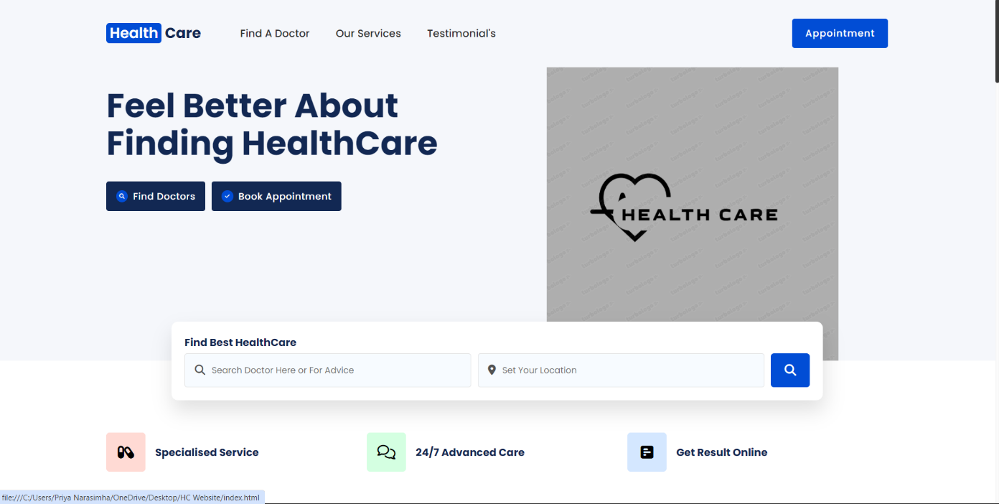 Health Care
Find A Doctor
Our Services
Testimonial's
Appointment
Feel Better About
Finding HealthCare
Find Doctors
Book Appointment
HEALTH CARE
Find Best HealthCare
Search Doctor Here or For Advice
Set Your Location
Specialised Service
24/7 Advanced Care
Get Result Online
file:///C:/Users/Priya Narasimha/OneDrive/Desktop/HC Website/index.html